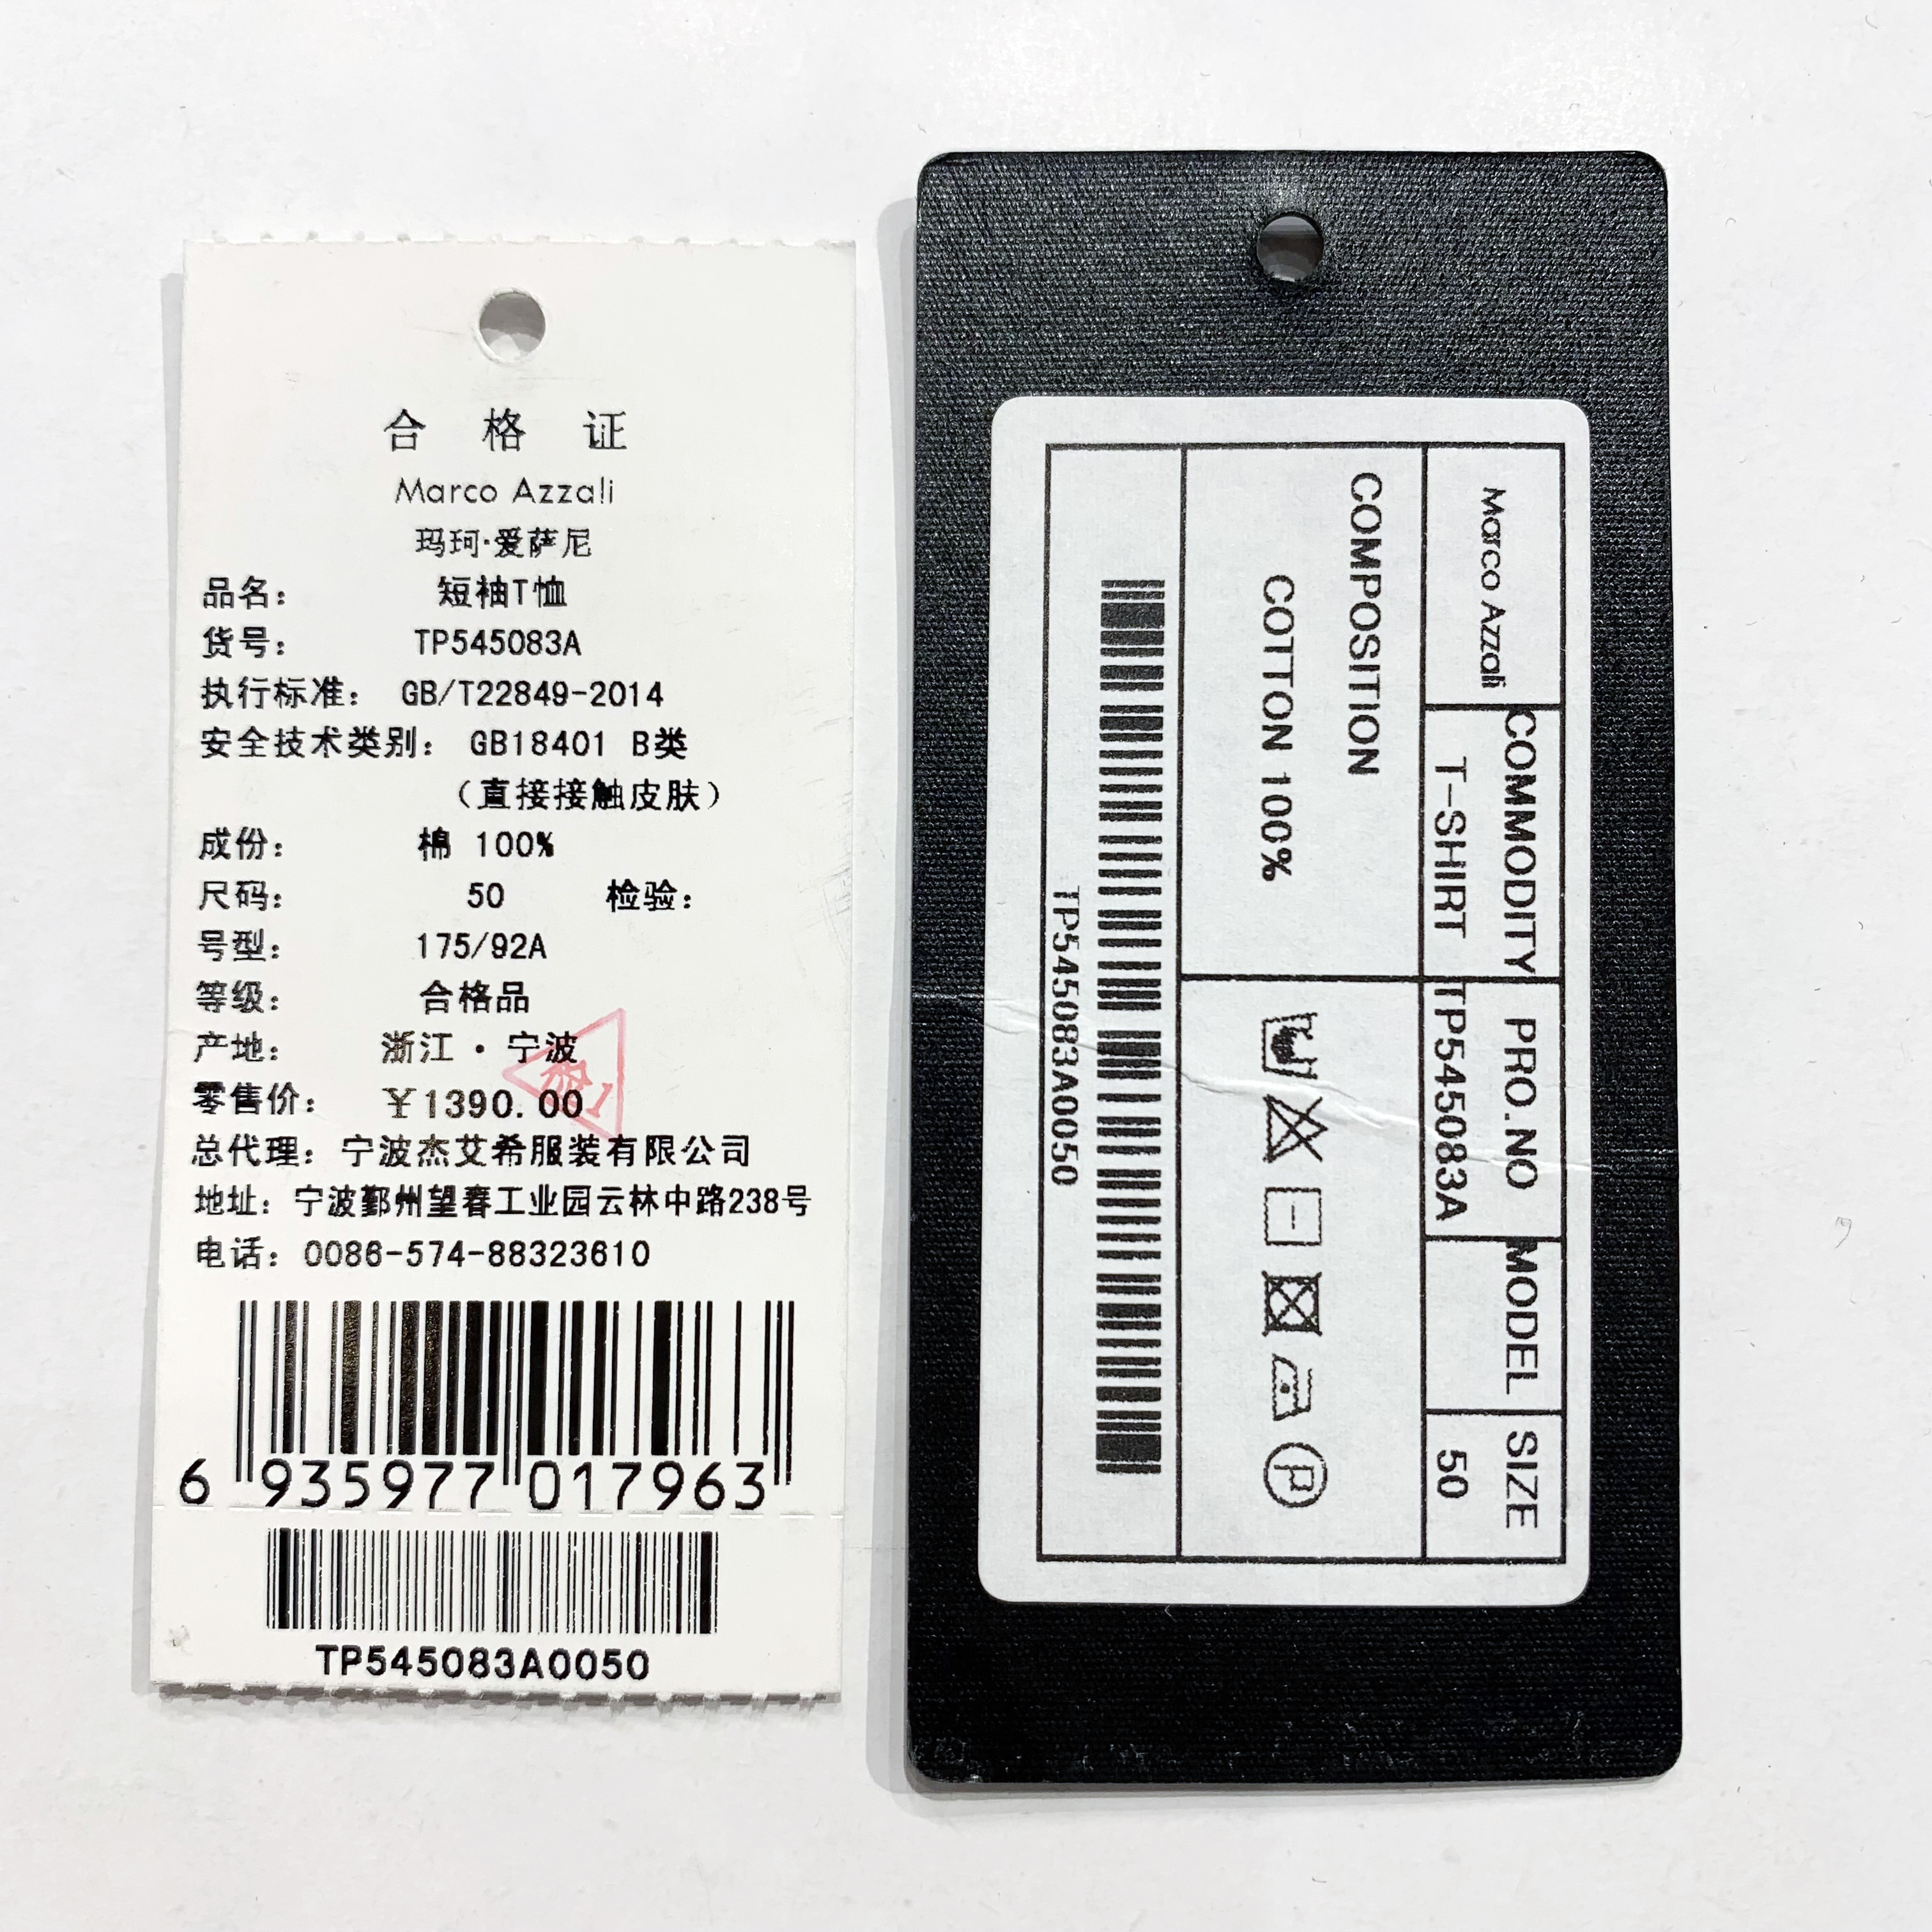 合 格 证
Marco Azzali
玛珂·爱萨尼
品名： 短袖T恤
货号： TP545083A
执行标准： GB/T22849-2014
安全技术类别： GB18401 B类
（直接接触皮肤）
成份： 棉 100%
尺码： 50 检验：
号型： 175/92A
等级： 合格品
产地： 浙江·宁波
零售价： ¥1390.00
总代理：宁波杰艾希服装有限公司
地址：宁波鄞州望春工业园云林中路238号
电话：0086-574-88323610
6 935977 017963
TP545083A0050
Marco Azzali
COMMODITY PRO.NO MODEL SIZE
T-SHIRT TP545083A 50
COMPOSITION
COTTON 100%
P
TP545083A0050